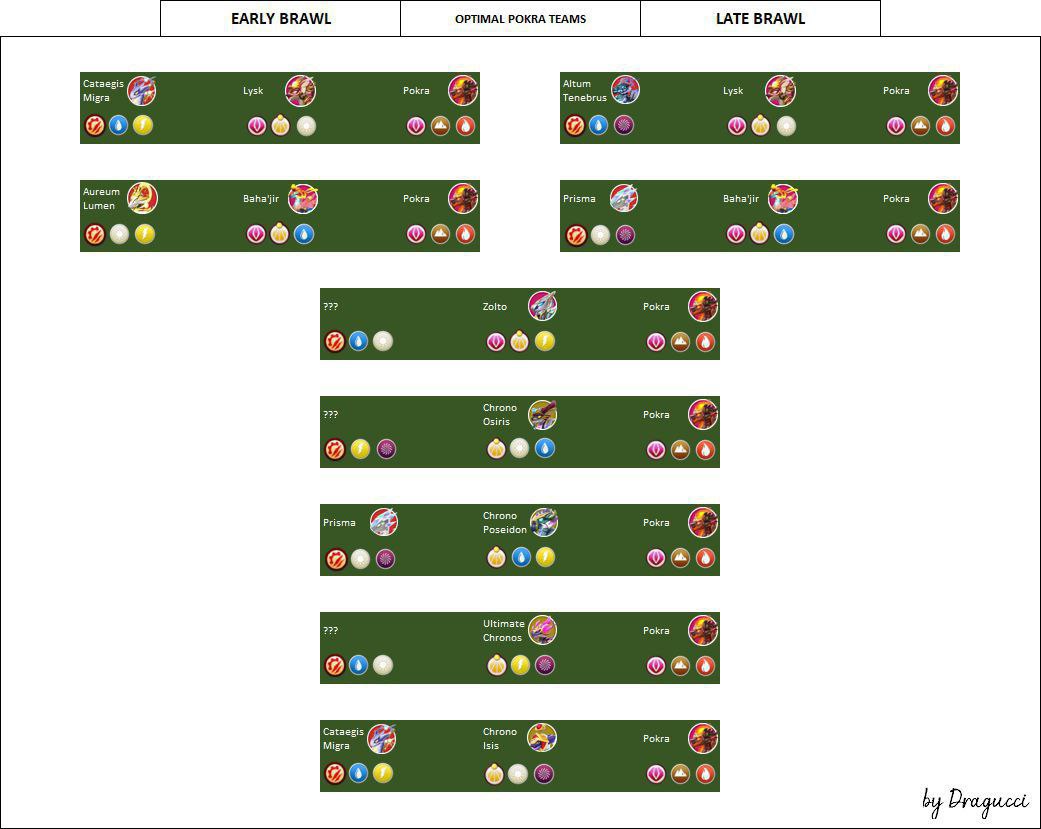 EARLY BRAWL
OPTIMAL POKRA TEAMS
LATE BRAWL
Cataegis
Migra
Lysk
Pokra
Altum
Tenebrus
Lysk
Pokra
Aureum
Lumen
Baha'jir
Pokra
Prisma
Baha'jir
Pokra
???
Zolto
Pokra
???
Chrono
Osiris
Pokra
Prisma
Chrono
Poseidon
Pokra
???
Ultimate
Chronos
Pokra
Cataegis
Migra
Chrono
Isis
Pokra
by Dragucci